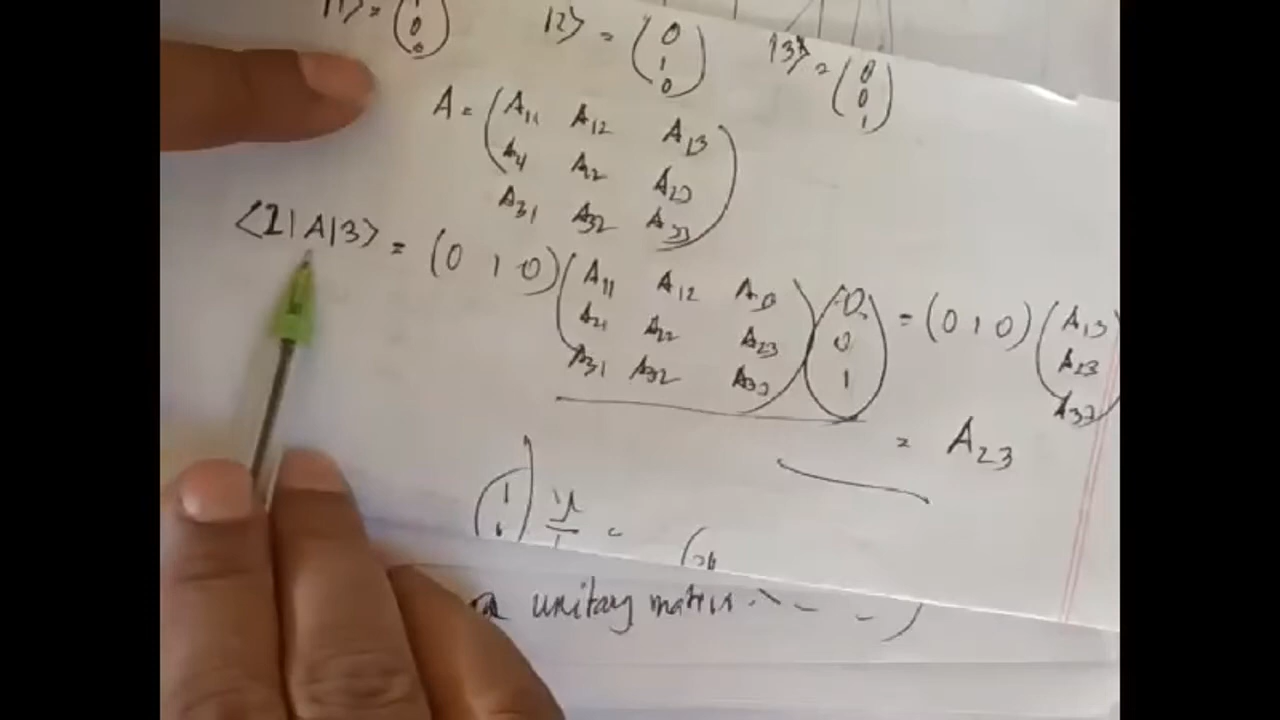 |1> = (1 0 0) |2> = (0 1 0) |3> = (0 0 1)
A = (A11 A12 A13
A21 A22 A23
A31 A32 A33)
<2|A|3> = (0 1 0) (A11 A12 A13
A21 A22 A23
A31 A32 A33) (0 0 1) = (0 1 0) (A13 A23 A33)
= A23
unitary matrix